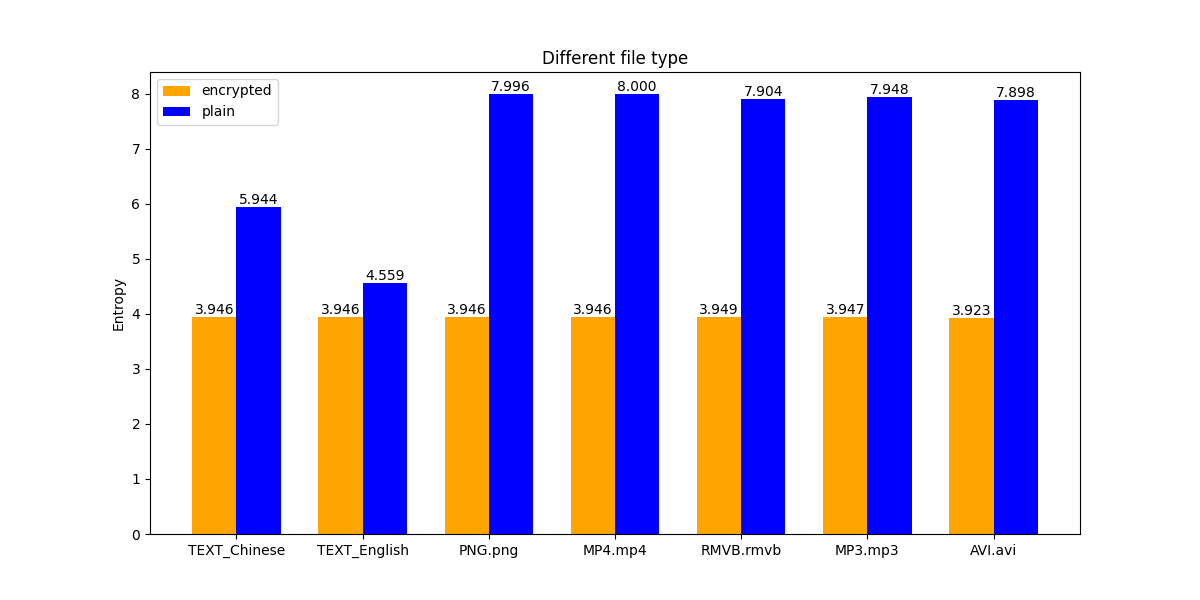 Different file type
encrypted
plain
Entropy
8
7
6
5
4
3
2
1
0
3.946
5.944
3.946
4.559
3.946
7.996
3.946
8.000
3.949
7.904
3.947
7.948
3.923
7.898
TEXT_Chinese
TEXT_English
PNG.png
MP4.mp4
RMVB.rmvb
MP3.mp3
AVI.avi